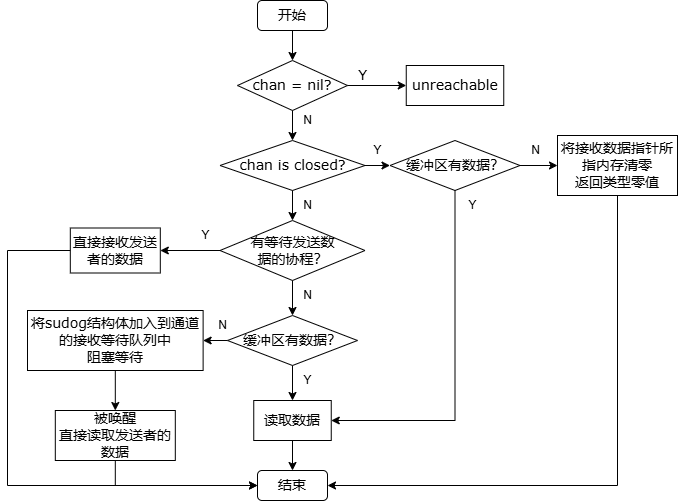 开始
chan = nil?
Y
unreachable
N
chan is closed?
Y
缓冲区有数据?
N
将接收数据指针所
指内存清零
返回类型零值
N
Y
直接接收发送
者的数据
Y
有等待发送数
据的协程?
N
将sudog结构体加入到通道
的接收等待队列中
阻塞等待
N
缓冲区有数据?
Y
被唤醒
直接读取发送者的
数据
读取数据
结束